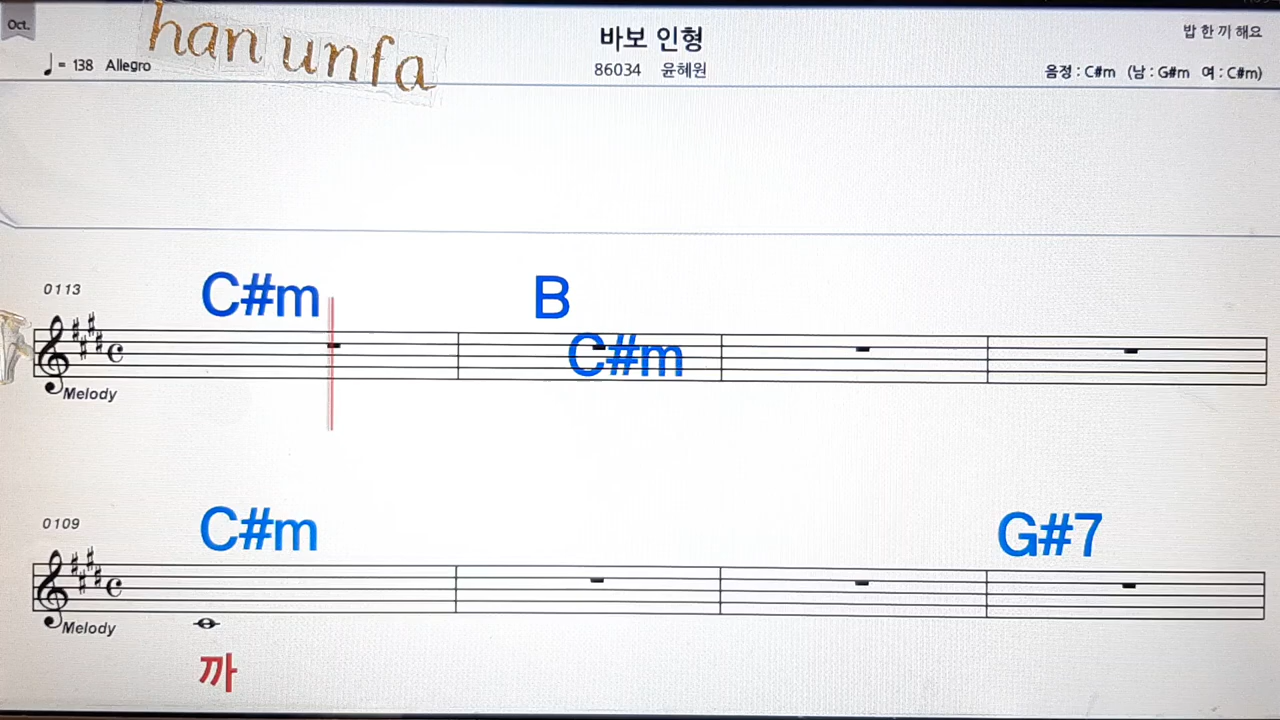 Oct.
han unfa
바보 인형
밥 한 끼 해요
♩= 138 Allegro
86034 윤혜원
음정 : C#m (남 : G#m 여 : C#m)
0113
C#m
B
C#m
Melody
0109
C#m
G#7
Melody
까